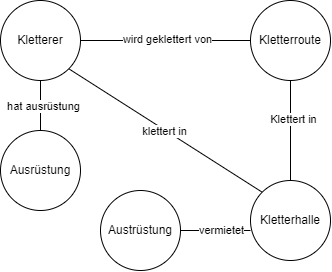 Kletterer
wird geklettert von
Kletterroute
hat ausrüstung
klettert in
Klettert in
Ausrüstung
Austrüstung
vermietet
Kletterhalle